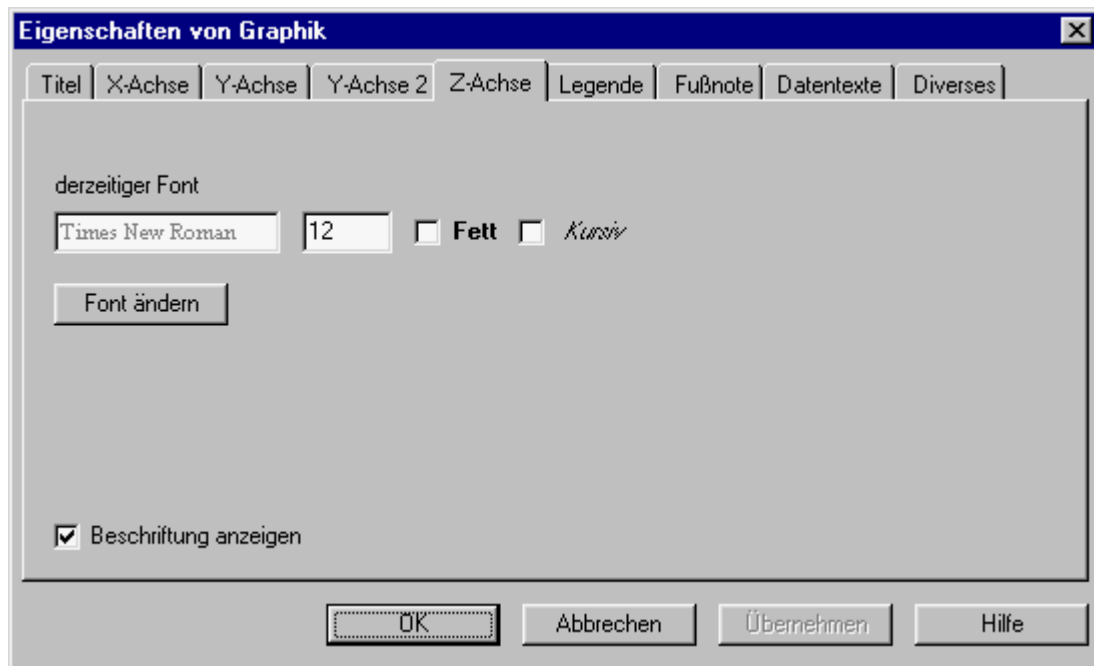 Eigenschaften von Graphik
Titel X-Achse Y-Achse Y-Achse 2 Z-Achse Legende Fußnote Datentexte Diverses
derzeitiger Font
Times New Roman 12 Fett Kursiv
Font ändern
Beschriftung anzeigen
OK Abbrechen Übernehmen Hilfe